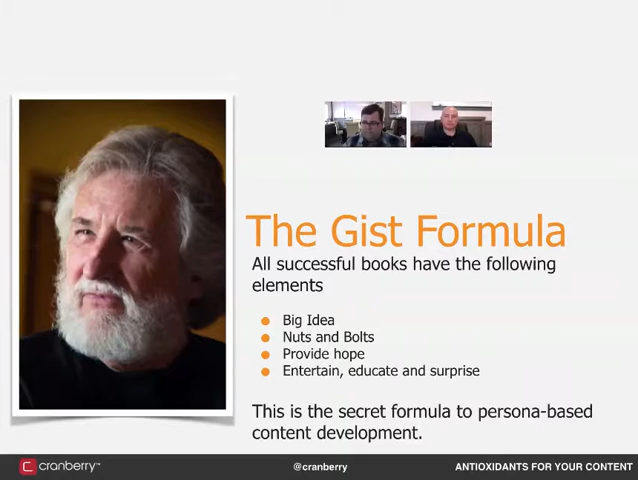 The Gist Formula
All successful books have the following
elements
Big Idea
Nuts and Bolts
Provide hope
Entertain, educate and surprise
This is the secret formula to persona-based
content development.
cranberry™
@cranberry
ANTIOXIDANTS FOR YOUR CONTENT